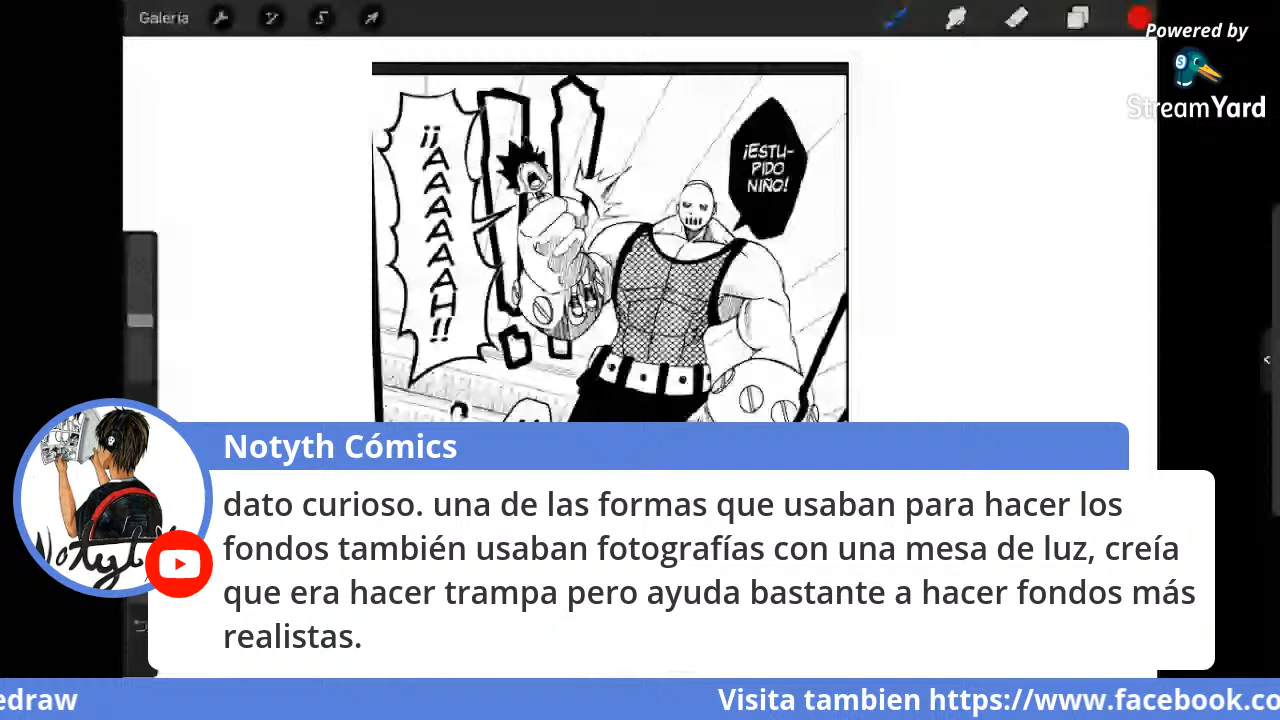 Galería
Powered by
StreamYard
¡¡AAAAAAH!!
¡ESTU-
PIDO
NIÑO!
Notyth Cómics
dato curioso. una de las formas que usaban para hacer los
fondos también usaban fotografías con una mesa de luz, creía
que era hacer trampa pero ayuda bastante a hacer fondos más
realistas.
edraw
Visita tambien https://www.facebook.co